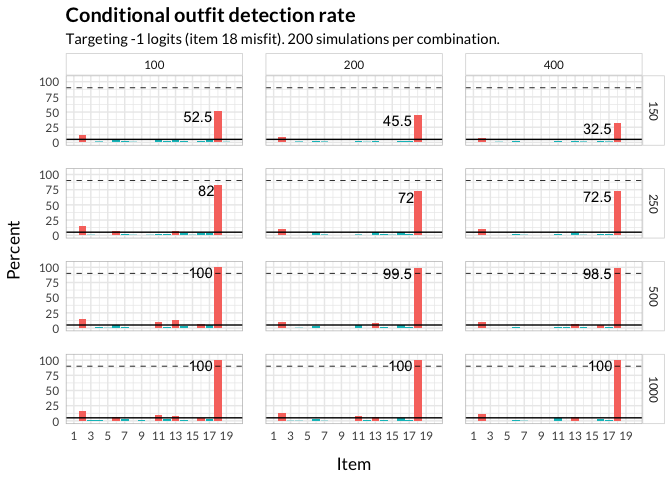 Conditional outfit detection rate
Targeting -1 logits (item 18 misfit). 200 simulations per combination.
100 200 400
100
75
50
25
0
52.5 45.5 32.5
150
100
75
50
25
0
82 72 72.5
250
100
75
50
25
0
100 99.5 98.5
500
100
75
50
25
0
100 100 100
1000
1 3 5 7 9 11 13 15 17 19 1 3 5 7 9 11 13 15 17 19 1 3 5 7 9 11 13 15 17 19
Percent
Item